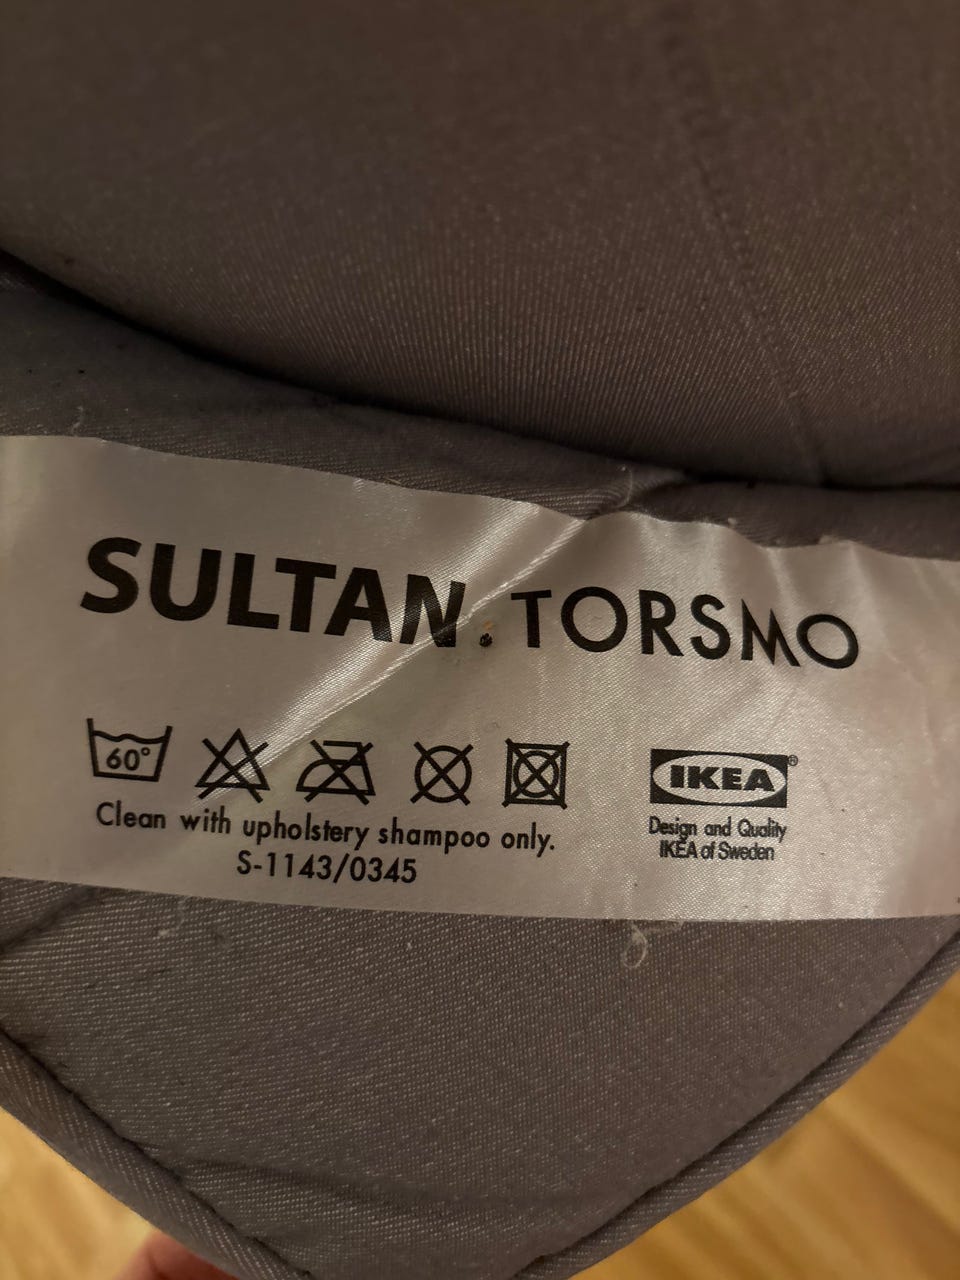 SULTAN . TORSMO
60°
Clean with upholstery shampoo only.
S-1143/0345
IKEA®
Design and Quality
IKEA of Sweden